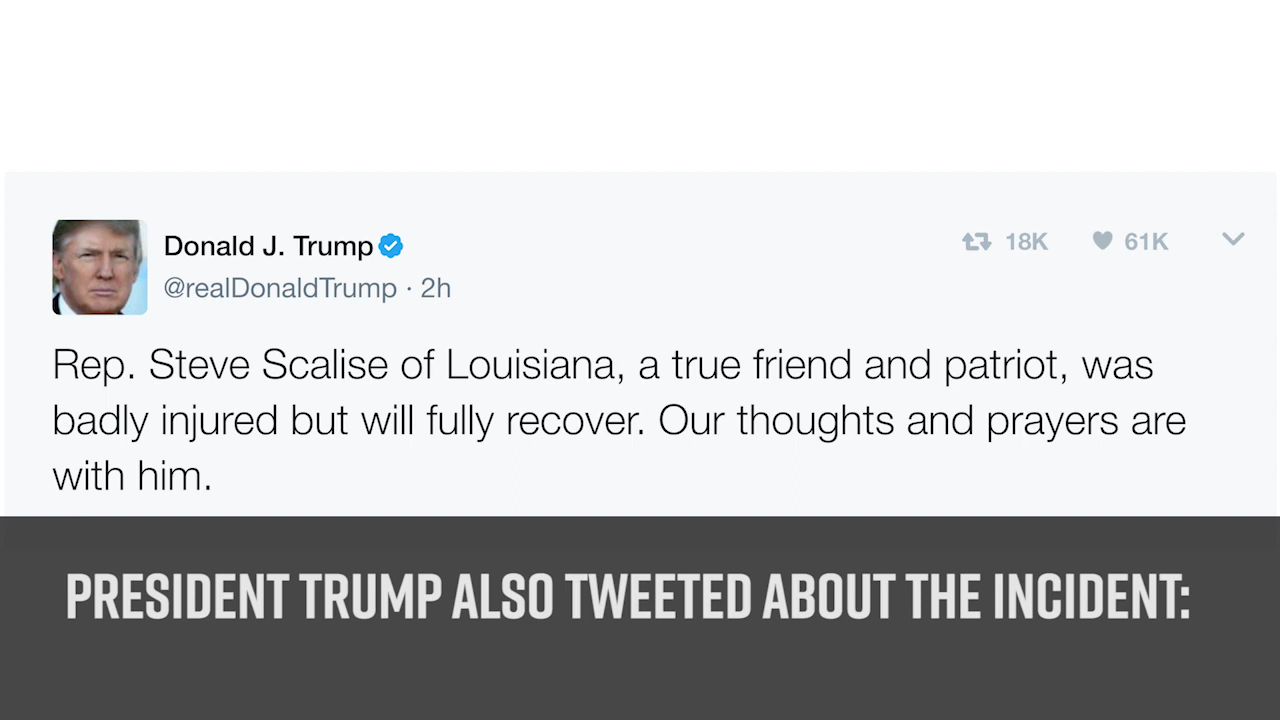 Donald J. Trump
18K 61K
@realDonaldTrump · 2h
Rep. Steve Scalise of Louisiana, a true friend and patriot, was
badly injured but will fully recover. Our thoughts and prayers are
with him.
PRESIDENT TRUMP ALSO TWEETED ABOUT THE INCIDENT: